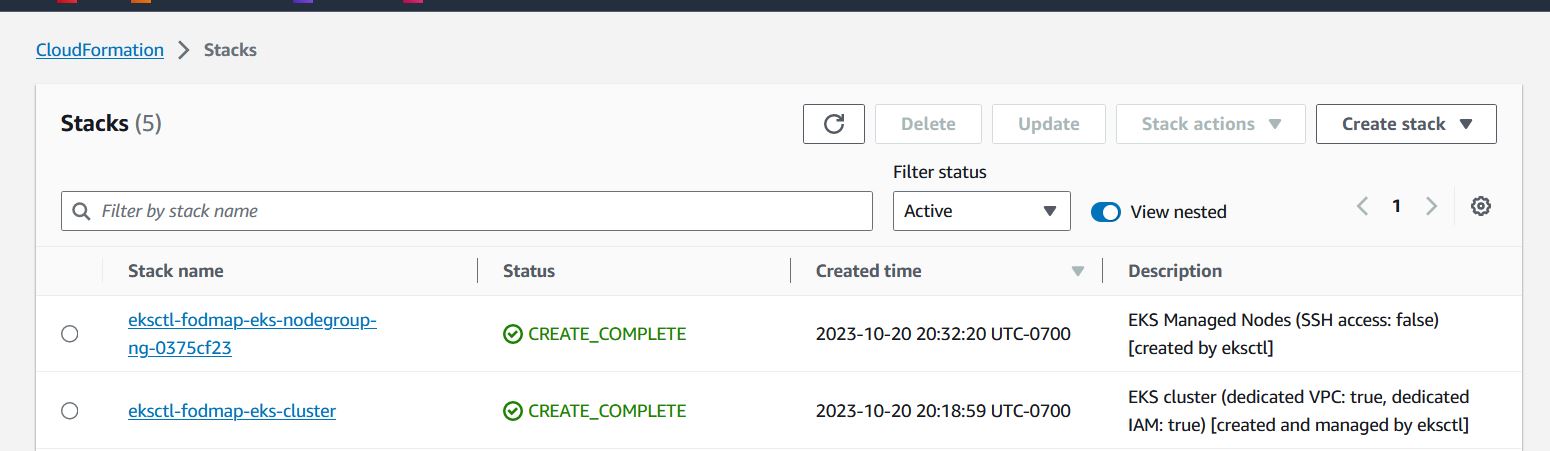 CloudFormation > Stacks
Stacks (5)
Delete
Update
Stack actions
Create stack
Filter status
Filter by stack name
Active
View nested
1
Stack name
Status
Created time
Description
eksctl-fodmap-eks-nodegroup-
ng-0375cf23
CREATE_COMPLETE
2023-10-20 20:32:20 UTC-0700
EKS Managed Nodes (SSH access: false)
[created by eksctl]
eksctl-fodmap-eks-cluster
CREATE_COMPLETE
2023-10-20 20:18:59 UTC-0700
EKS cluster (dedicated VPC: true, dedicated
IAM: true) [created and managed by eksctl]